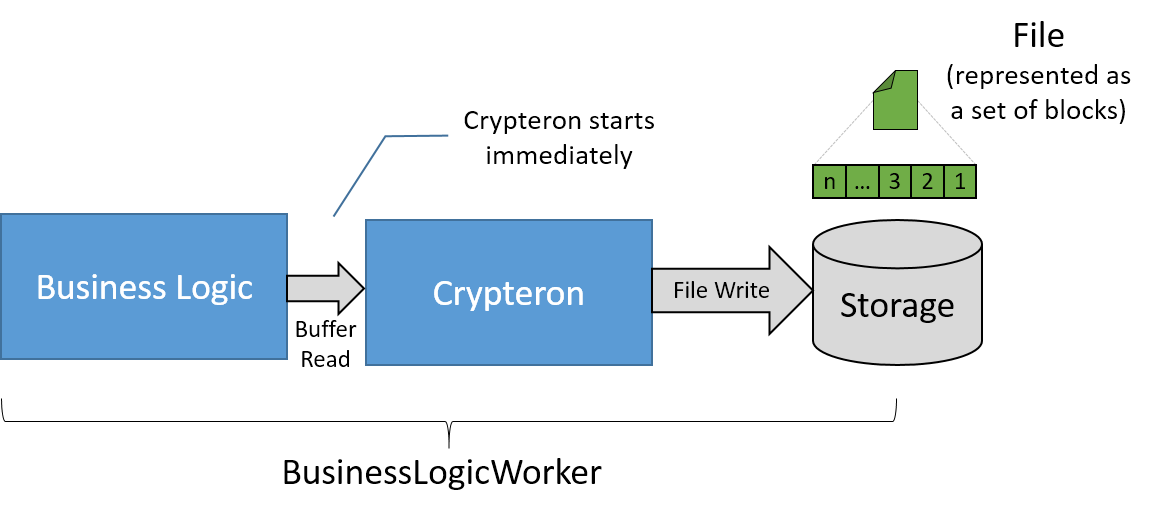 File
(represented as
a set of blocks)
Crypteron starts
immediately
n ... 3 2 1
Business Logic
Buffer
Read
Crypteron
File Write
Storage
BusinessLogicWorker